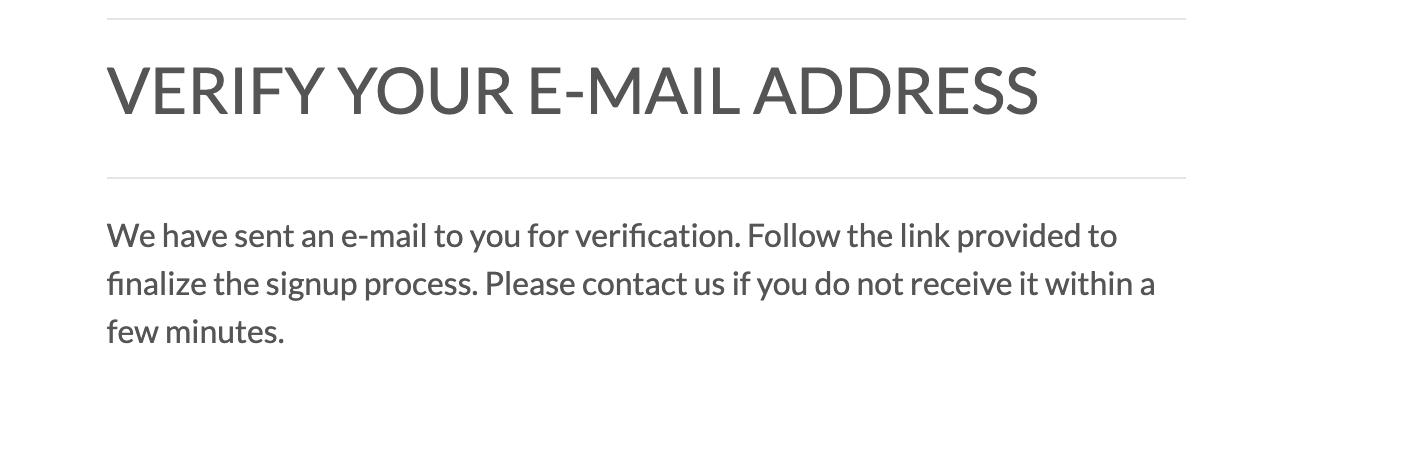 VERIFY YOUR E-MAIL ADDRESS
We have sent an e-mail to you for verification. Follow the link provided to
finalize the signup process. Please contact us if you do not receive it within a
few minutes.